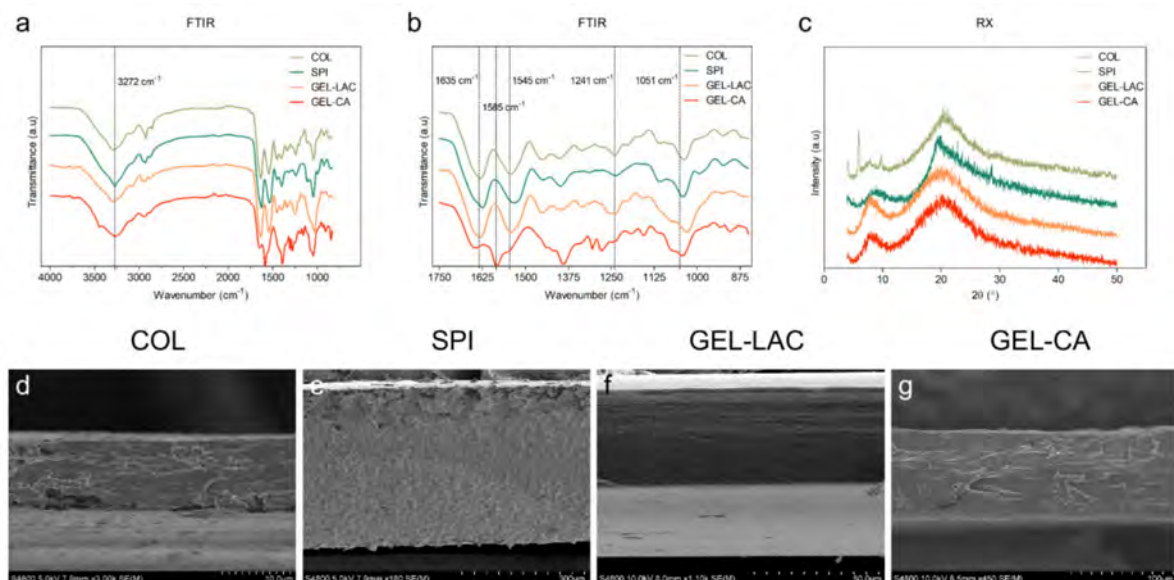 a FTIR
3272 cm⁻¹
COL
SPI
GEL-LAC
GEL-CA
Transmittance (a.u)
4000 3500 3000 2500 2000 1500 1000
Wavenumber (cm⁻¹)
b FTIR
1635 cm⁻¹
1585 cm⁻¹
1545 cm⁻¹
1241 cm⁻¹
1051 cm⁻¹
COL
SPI
GEL-LAC
GEL-CA
Transmittance (a.u)
1750 1625 1500 1375 1250 1125 1000 875
Wavenumber (cm⁻¹)
c RX
COL
SPI
GEL-LAC
GEL-CA
Intensity (a.u)
0 10 20 30 40 50
2θ (°)
COL SPI GEL-LAC GEL-CA
d e f g